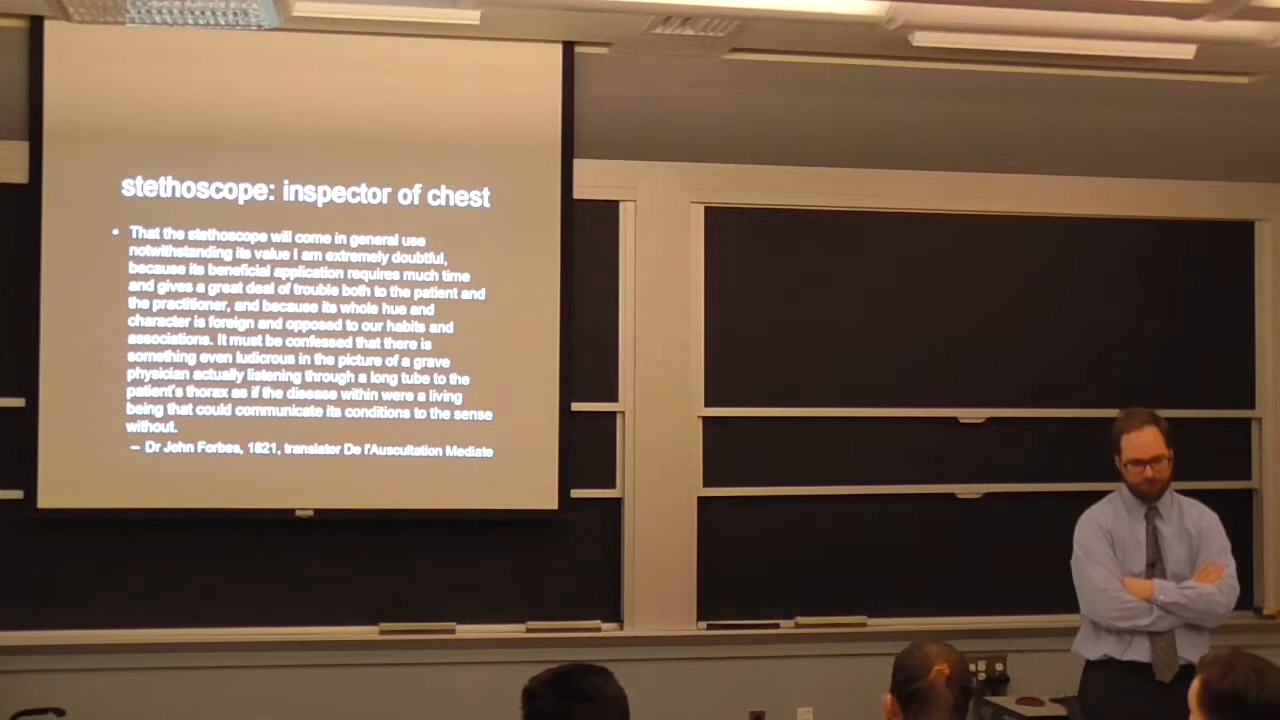 stethoscope: inspector of chest
• That the stethoscope will come in general use
notwithstanding its value I am extremely doubtful,
because its beneficial application requires much time
and gives a great deal of trouble both to the patient and
the practitioner, and because its whole hue and
character is foreign and opposed to our habits and
associations. It must be confessed that there is
something even ludicrous in the picture of a grave
physician actually listening through a long tube to the
patient's thorax as if the disease within were a living
being that could communicate its conditions to the sense
without.
– Dr John Forbes, 1821, translator De l'Auscultation Mediate